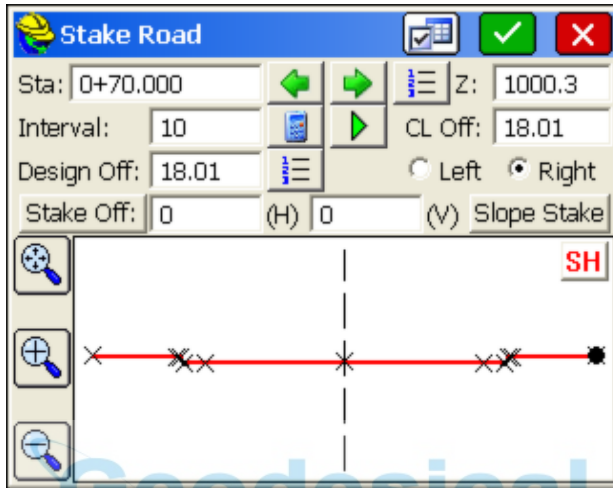 Stake Road
Sta: 0+70.000 Z: 1000.3
Interval: 10 CL Off: 18.01
Design Off: 18.01 Left Right
Stake Off: 0 (H) 0 (V) Slope Stake
SH
Geodesical